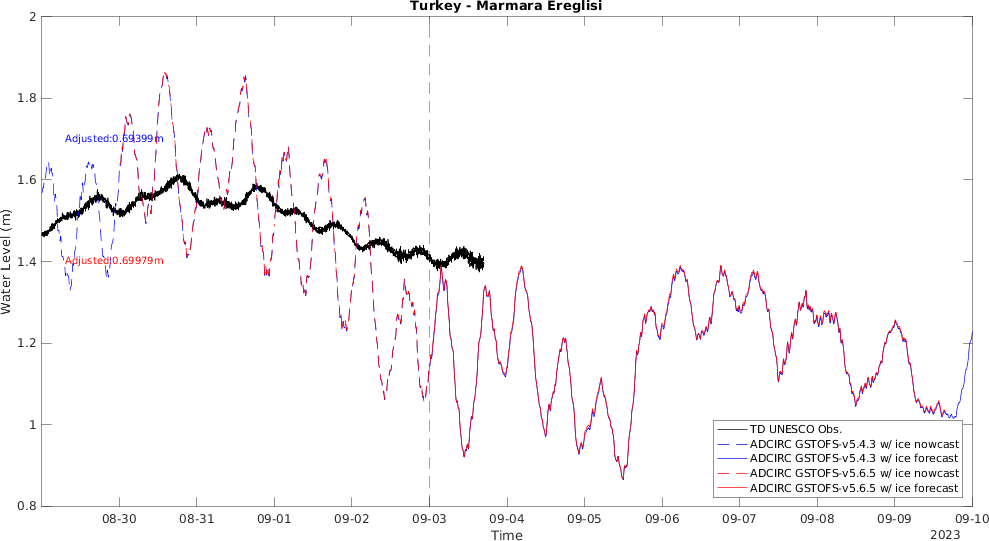 Turkey - Marmara Ereglisi
2
1.8
1.6
1.4
1.2
1
0.8
Water Level (m)
Adjusted:0.69399m
Adjusted:0.69979m
TD UNESCO Obs.
ADCIRC GSTOFS-v5.4.3 w/ ice nowcast
ADCIRC GSTOFS-v5.4.3 w/ ice forecast
ADCIRC GSTOFS-v5.6.5 w/ ice nowcast
ADCIRC GSTOFS-v5.6.5 w/ ice forecast
08-30 08-31 09-01 09-02 09-03 09-04 09-05 09-06 09-07 09-08 09-09 09-10
Time
2023